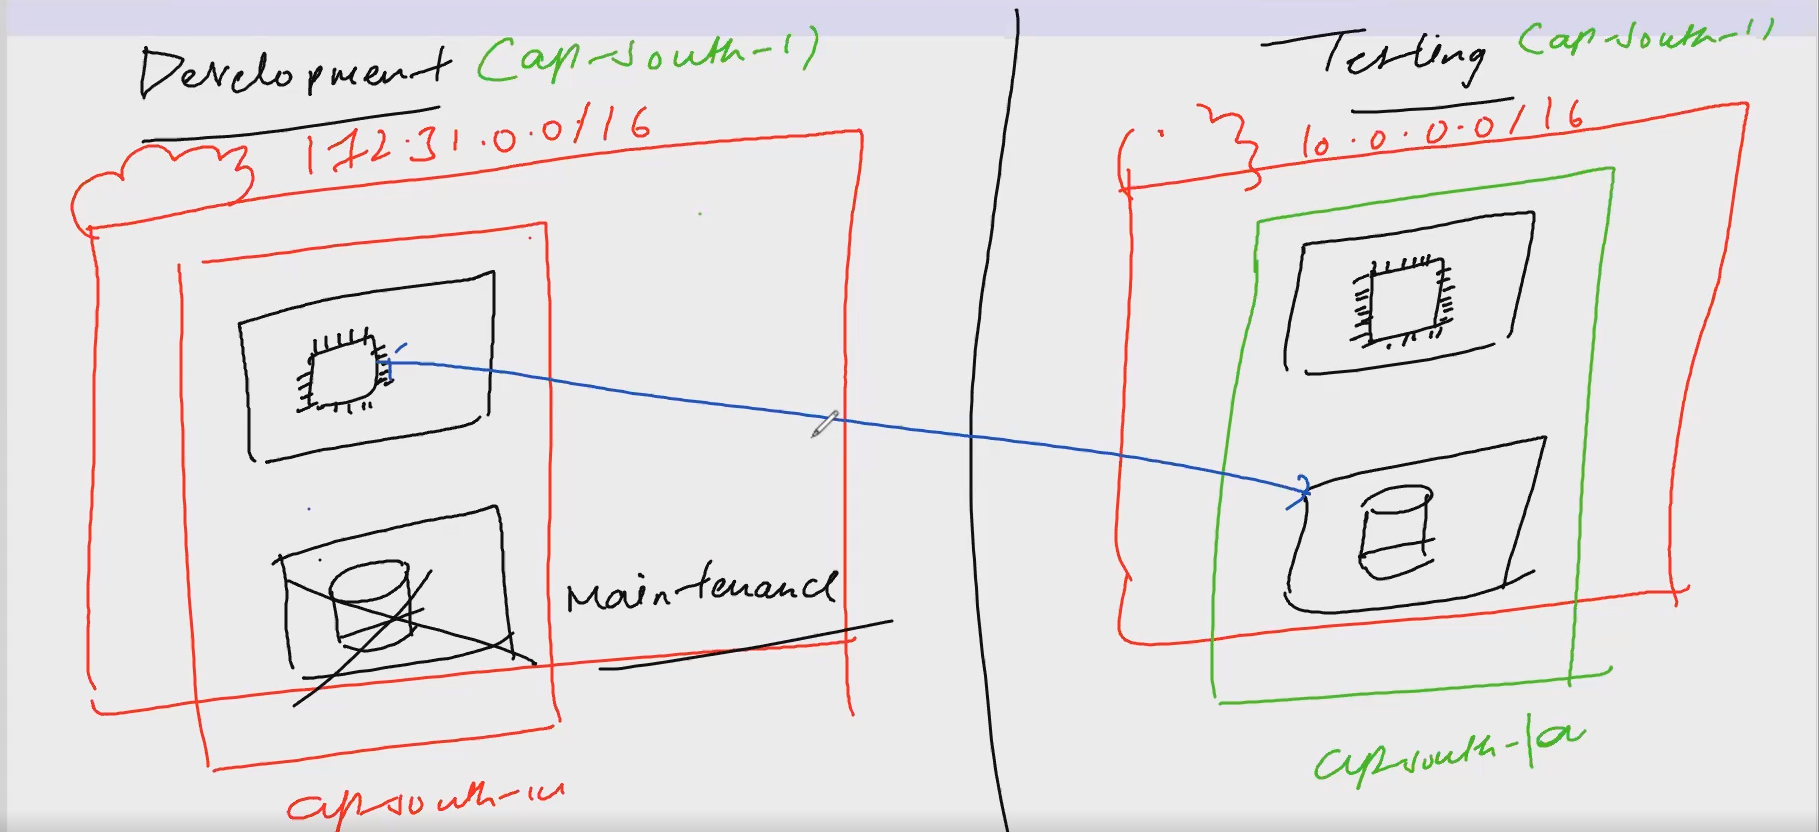 Development (ap-south-1)
172.31.0.0/16
Maintenance
ap-south-1a
Testing (ap-south-1)
10.0.0.0/16
ap-south-1a